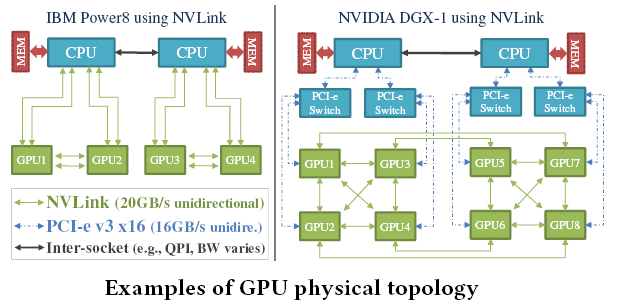 IBM Power8 using NVLink
MEM
CPU
CPU
MEM
GPU1
GPU2
GPU3
GPU4
NVLink (20GB/s unidirectional)
PCI-e v3 x16 (16GB/s unidire.)
Inter-socket (e.g., QPI, BW varies)
NVIDIA DGX-1 using NVLink
MEM
CPU
CPU
MEM
PCI-e
Switch
PCI-e
Switch
PCI-e
Switch
PCI-e
Switch
GPU1
GPU3
GPU5
GPU7
GPU2
GPU4
GPU6
GPU8
Examples of GPU physical topology